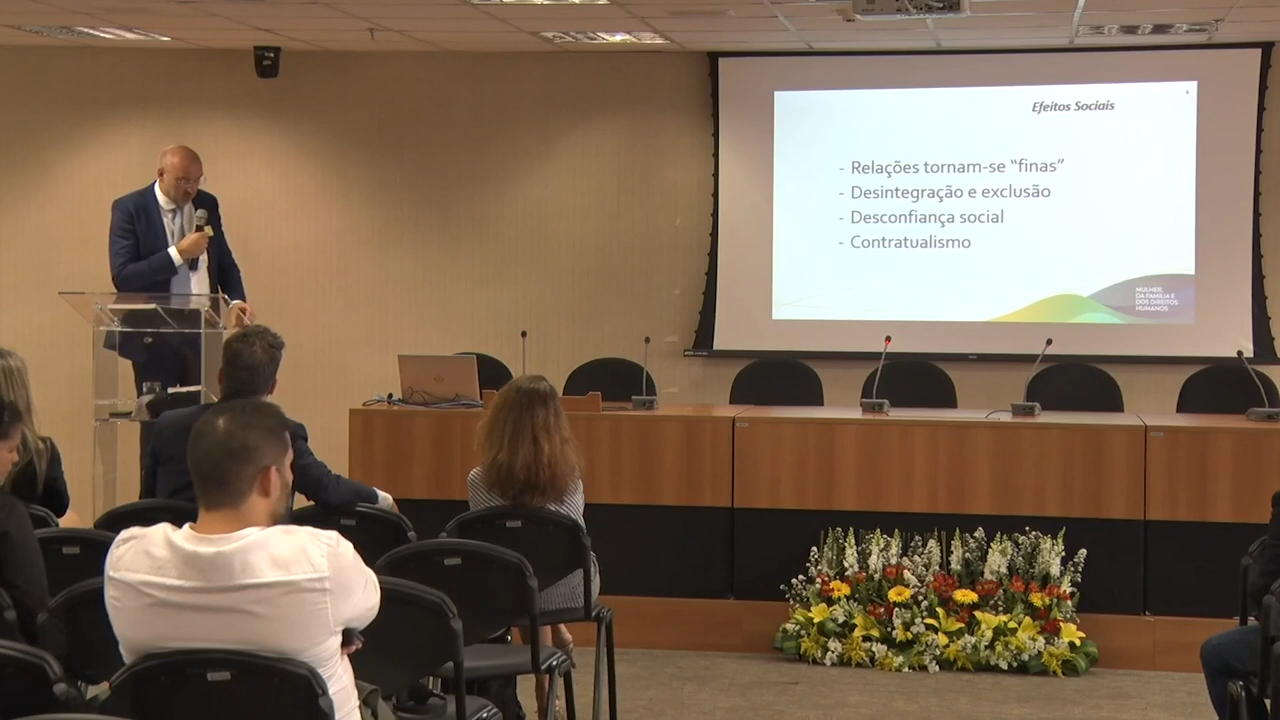 Efeitos Sociais
- Relações tornam-se “finas”
- Desintegração e exclusão
- Desconfiança social
- Contratualismo
MULHER,
DA FAMÍLIA E
DOS DIREITOS
HUMANOS